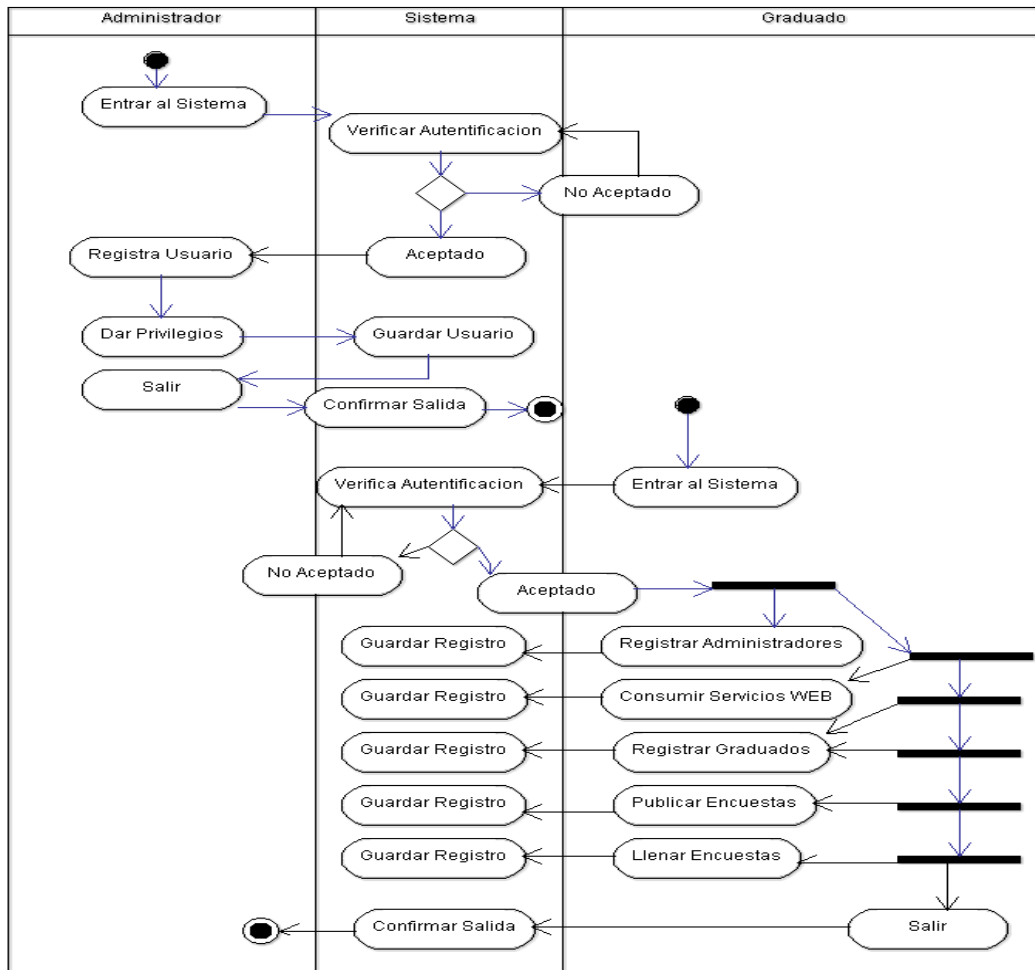 Administrador
Sistema
Graduado
Entrar al Sistema
Verificar Autentificacion
No Aceptado
Registra Usuario
Aceptado
Dar Privilegios
Guardar Usuario
Salir
Confirmar Salida
Verifica Autentificacion
Entrar al Sistema
No Aceptado
Aceptado
Guardar Registro
Registrar Administradores
Guardar Registro
Consumir Servicios WEB
Guardar Registro
Registrar Graduados
Guardar Registro
Publicar Encuestas
Guardar Registro
Llenar Encuestas
Confirmar Salida
Salir